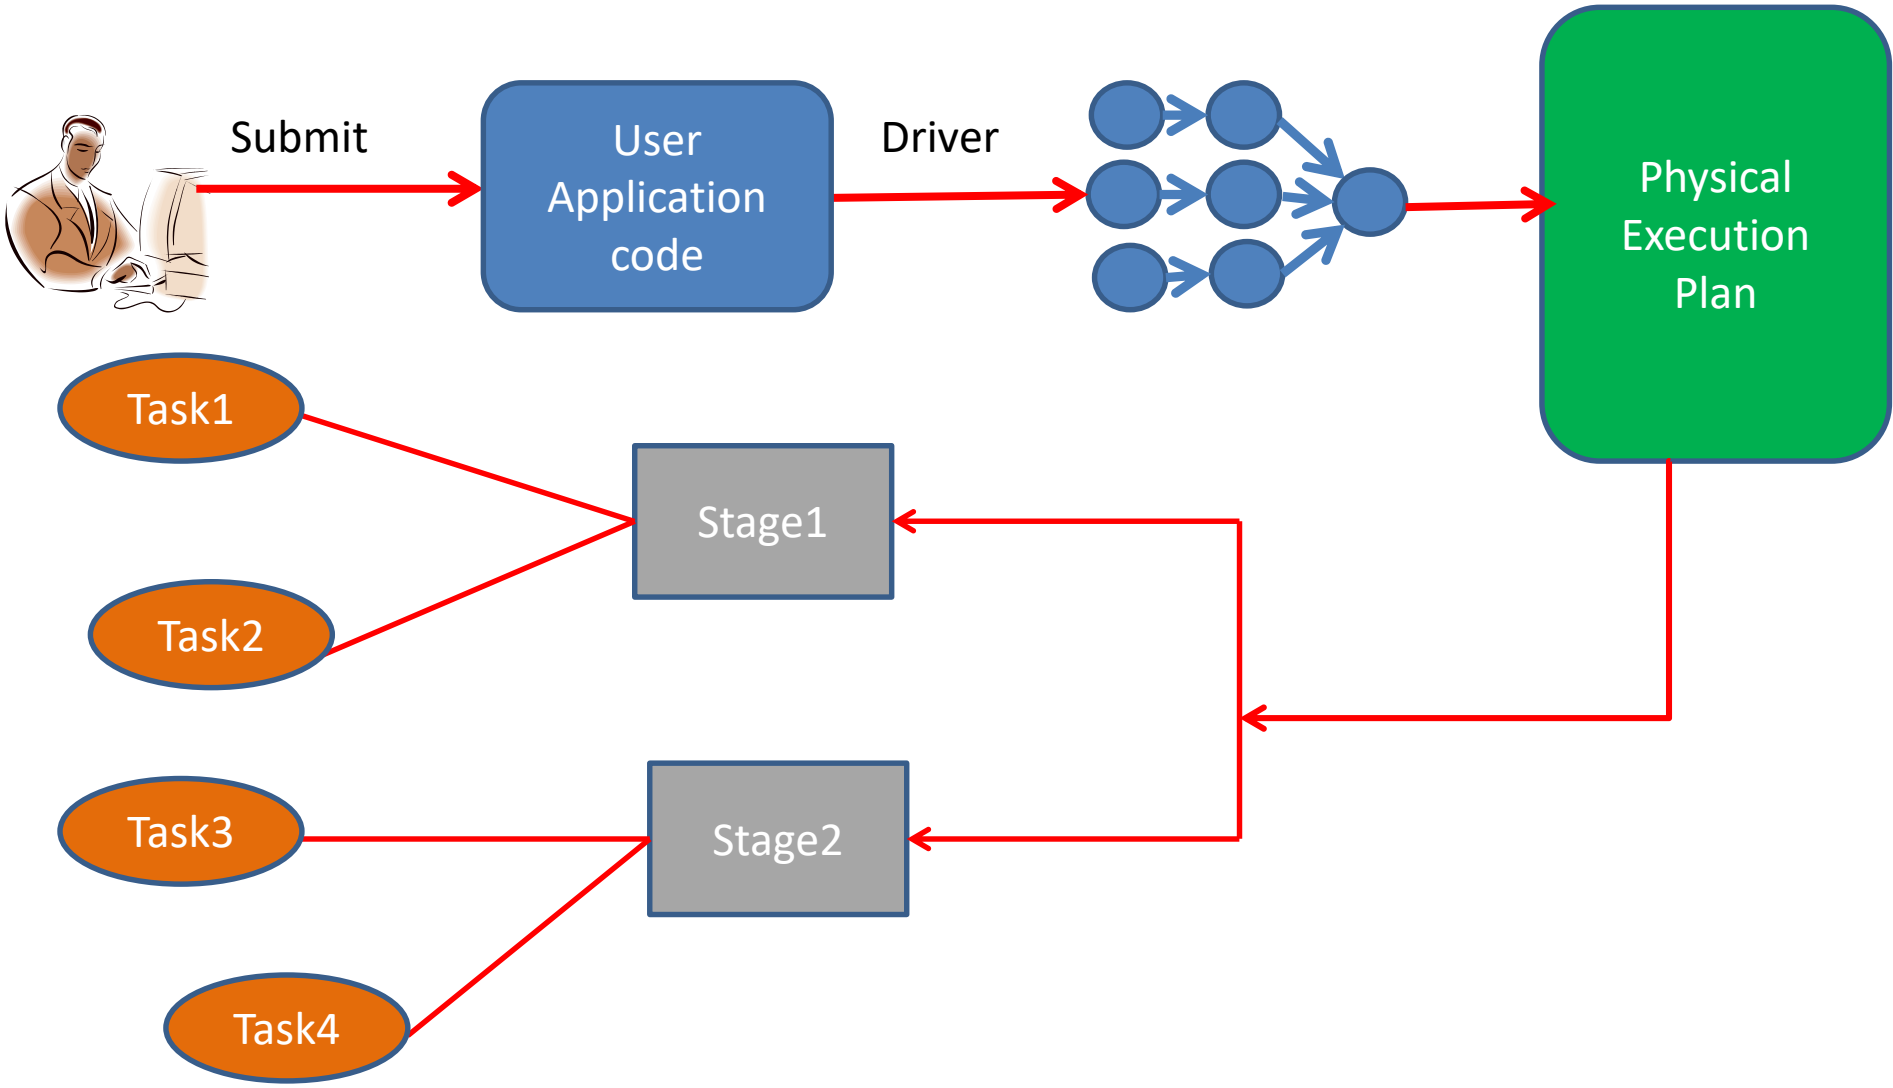 Submit
User
Application
code
Driver
Physical
Execution
Plan
Task1
Stage1
Task2
Task3
Stage2
Task4